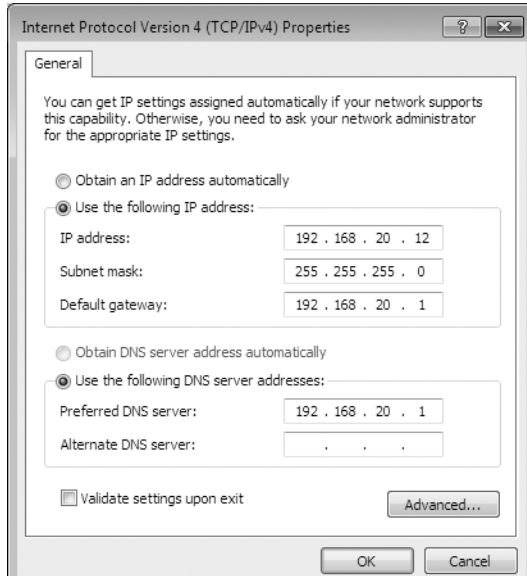 Internet Protocol Version 4 (TCP/IPv4) Properties
General
You can get IP settings assigned automatically if your network supports
this capability. Otherwise, you need to ask your network administrator
for the appropriate IP settings.
Obtain an IP address automatically
Use the following IP address:
IP address: 192 . 168 . 20 . 12
Subnet mask: 255 . 255 . 255 . 0
Default gateway: 192 . 168 . 20 . 1
Obtain DNS server address automatically
Use the following DNS server addresses:
Preferred DNS server: 192 . 168 . 20 . 1
Alternate DNS server: . . .
Validate settings upon exit
Advanced...
OK Cancel